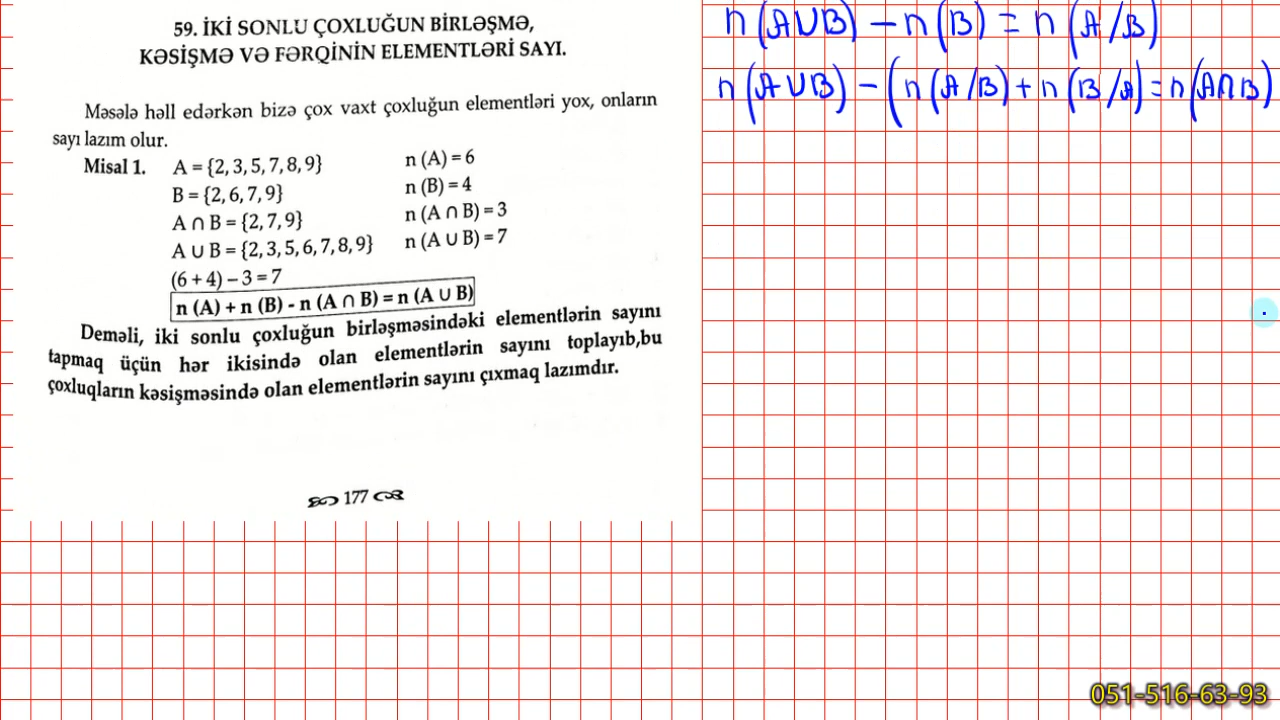 59. İKİ SONLU ÇOXLUĞUN BİRLƏŞMƏ,
KƏSİŞMƏ VƏ FƏRQİNİN ELEMENTLƏRİ SAYI.
Məsələ həll edərkən bizə çox vaxt çoxluğun elementləri yox, onların
sayı lazım olur.
Misal 1. A = {2, 3, 5, 7, 8, 9} n (A) = 6
B = {2, 6, 7, 9} n (B) = 4
A ∩ B = {2, 7, 9} n (A ∩ B) = 3
A ∪ B = {2, 3, 5, 6, 7, 8, 9} n (A ∪ B) = 7
(6 + 4) – 3 = 7
n (A) + n (B) - n (A ∩ B) = n (A ∪ B)
Deməli, iki sonlu çoxluğun birləşməsindəki elementlərin sayını
tapmaq üçün hər ikisində olan elementlərin sayını toplayıb,bu
çoxluqların kəsişməsində olan elementlərin sayını çıxmaq lazımdır.
177
n (A∪B) – n (B) = n (A/B)
n (A∪B) – (n (A/B) + n (B/A) = n (A∩B)
051-516-63-93